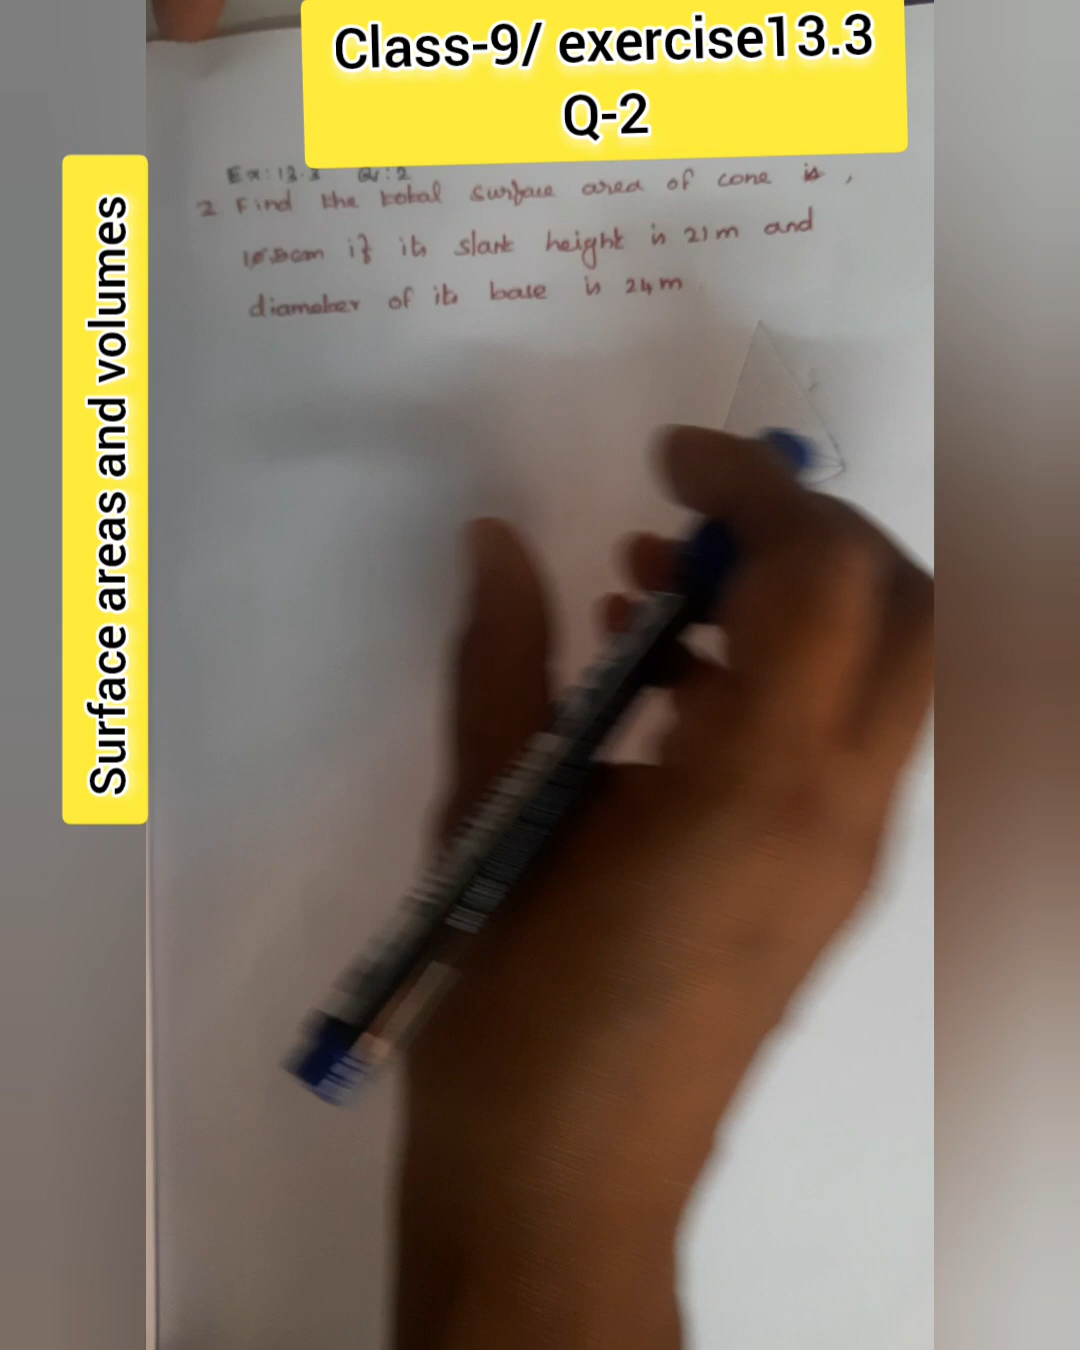 Class-9/ exercise13.3
Q-2
Surface areas and volumes
Ex:13.3 Q:2
2 Find the total surface area of cone is,
if its slant height is 21m and
diameter of its base is 24m
l